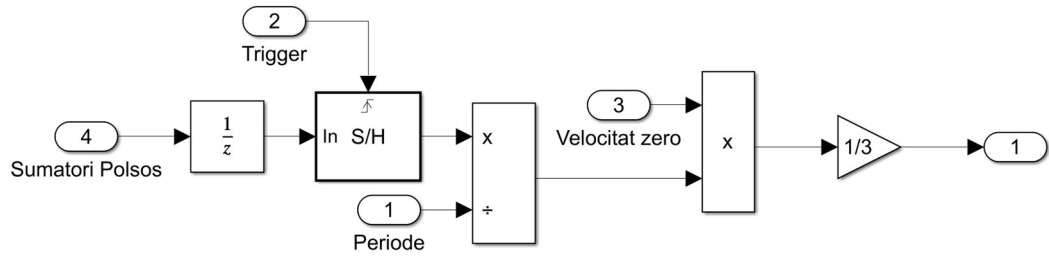 2
Trigger
4
Sumatori Polsos
1
z
In S/H
x
÷
1
Periode
3
Velocitat zero
x
1/3
1